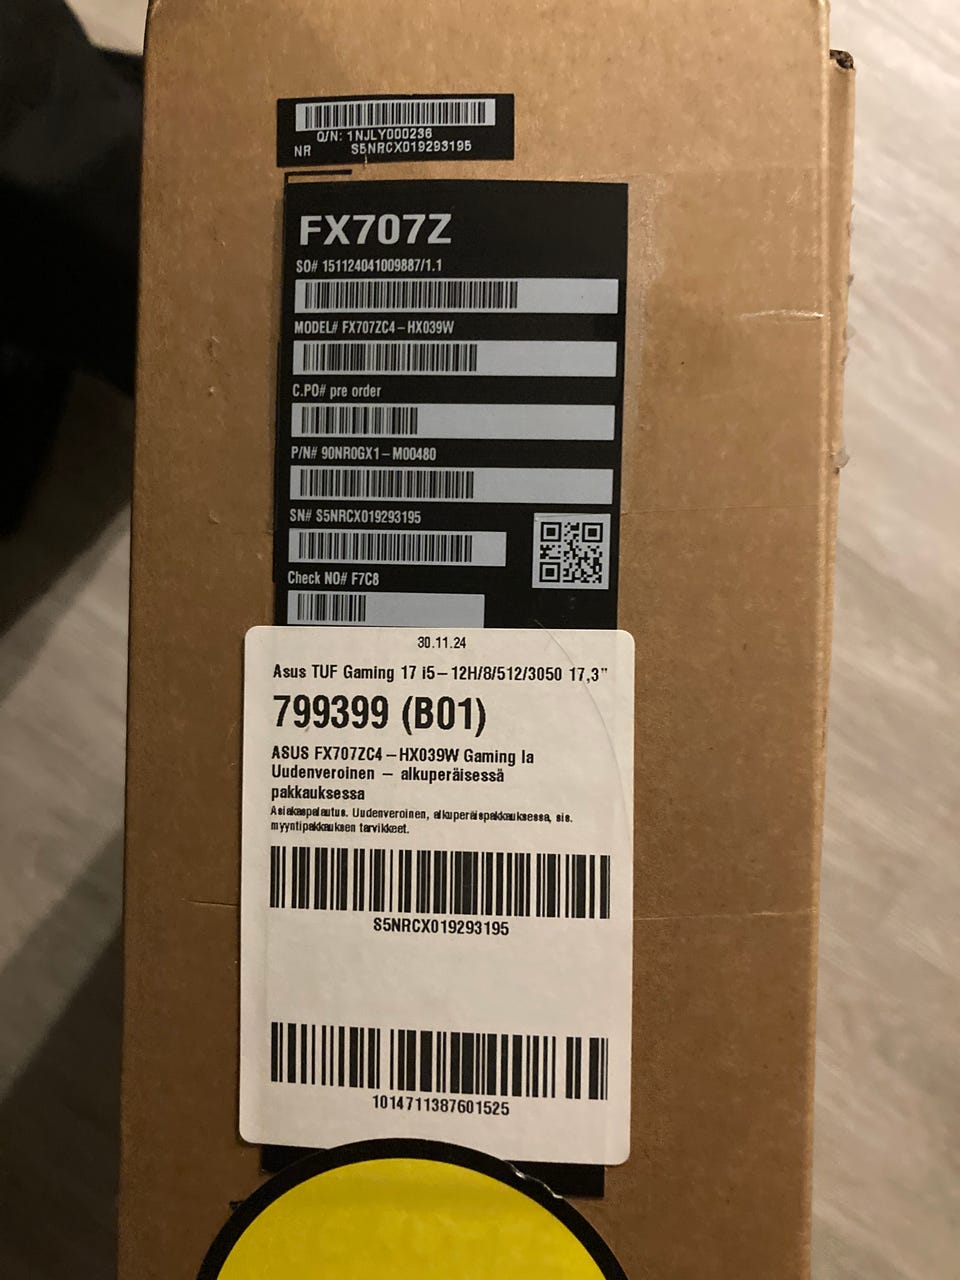 Q/N: 1NJLY000236
NR S5NRCX019293195
FX707Z
SO# 151124041009887/1.1
MODEL# FX707ZC4-HX039W
C.PO# pre order
P/N# 90NR0GX1-M00480
SN# S5NRCX019293195
Check NO# F7C8
30.11.24
Asus TUF Gaming 17 i5-12H/8/512/3050 17,3"
799399 (B01)
ASUS FX707ZC4-HX039W Gaming la
Uudenveroinen - alkuperäisessä
pakkauksessa
Asiakaspalautus. Uudenveroinen, alkuperäispakkauksessa, sis.
myyntipakkauksen tarvikkeet.
S5NRCX019293195
1014711387601525